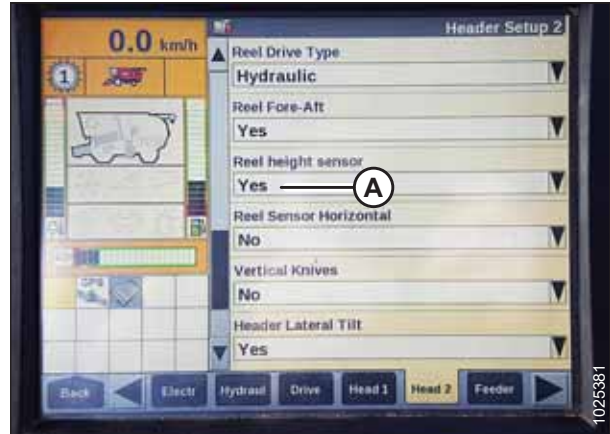 0.0 km/h
Header Setup 2
1
Reel Drive Type
Hydraulic
Reel Fore-Aft
Yes
Reel height sensor
Yes
A
Reel Sensor Horizontal
No
Vertical Knives
No
Header Lateral Tilt
Yes
Back Electr Hydraul Drive Head 1 Head 2 Feeder
1025381